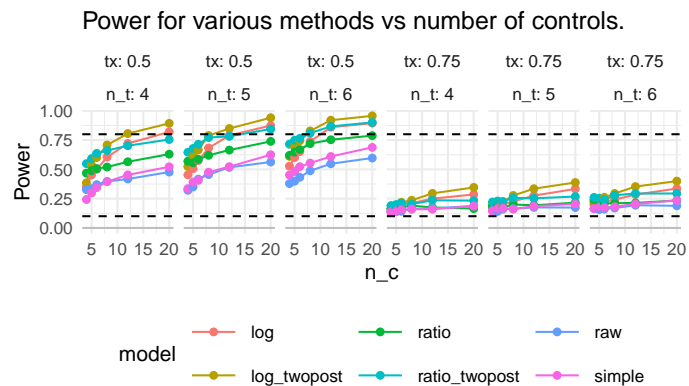 Power for various methods vs number of controls.
tx: 0.5 tx: 0.5 tx: 0.5 tx: 0.75 tx: 0.75 tx: 0.75
n_t: 4 n_t: 5 n_t: 6 n_t: 4 n_t: 5 n_t: 6
1.00
0.75
0.50
0.25
0.00
Power
5 10 15 20 5 10 15 20 5 10 15 20 5 10 15 20 5 10 15 20 5 10 15 20
n_c
model
log ratio raw
log_twopost ratio_twopost simple